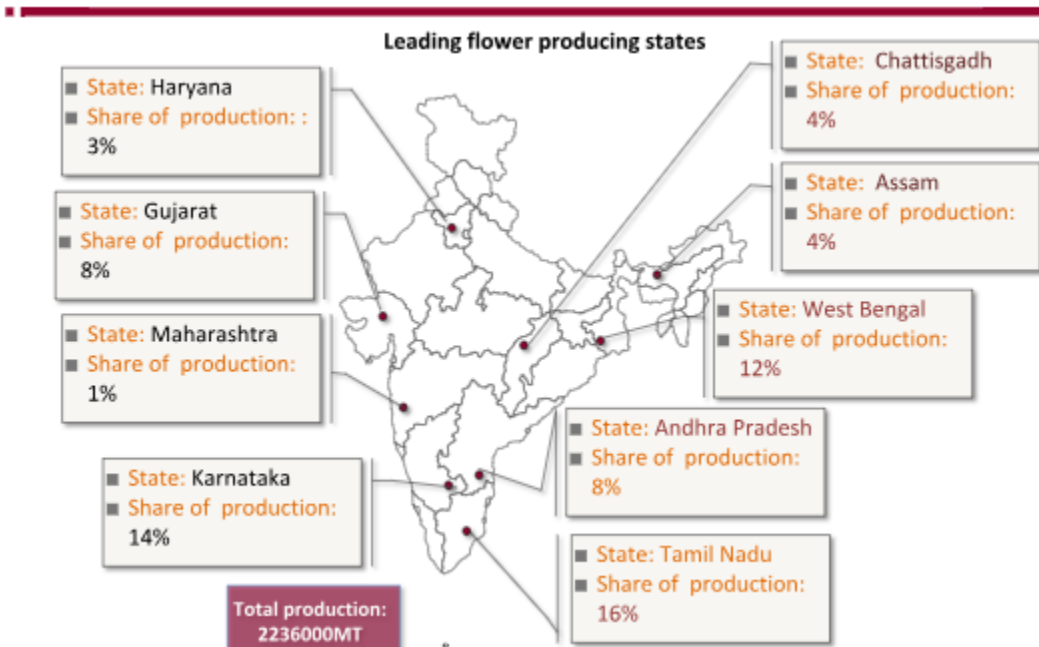 Leading flower producing states
State: Haryana
Share of production: :
3%
State: Gujarat
Share of production:
8%
State: Maharashtra
Share of production:
1%
State: Karnataka
Share of production:
14%
Total production:
2236000MT
State: Chattisgadh
Share of production:
4%
State: Assam
Share of production:
4%
State: West Bengal
Share of production:
12%
State: Andhra Pradesh
Share of production:
8%
State: Tamil Nadu
Share of production:
16%